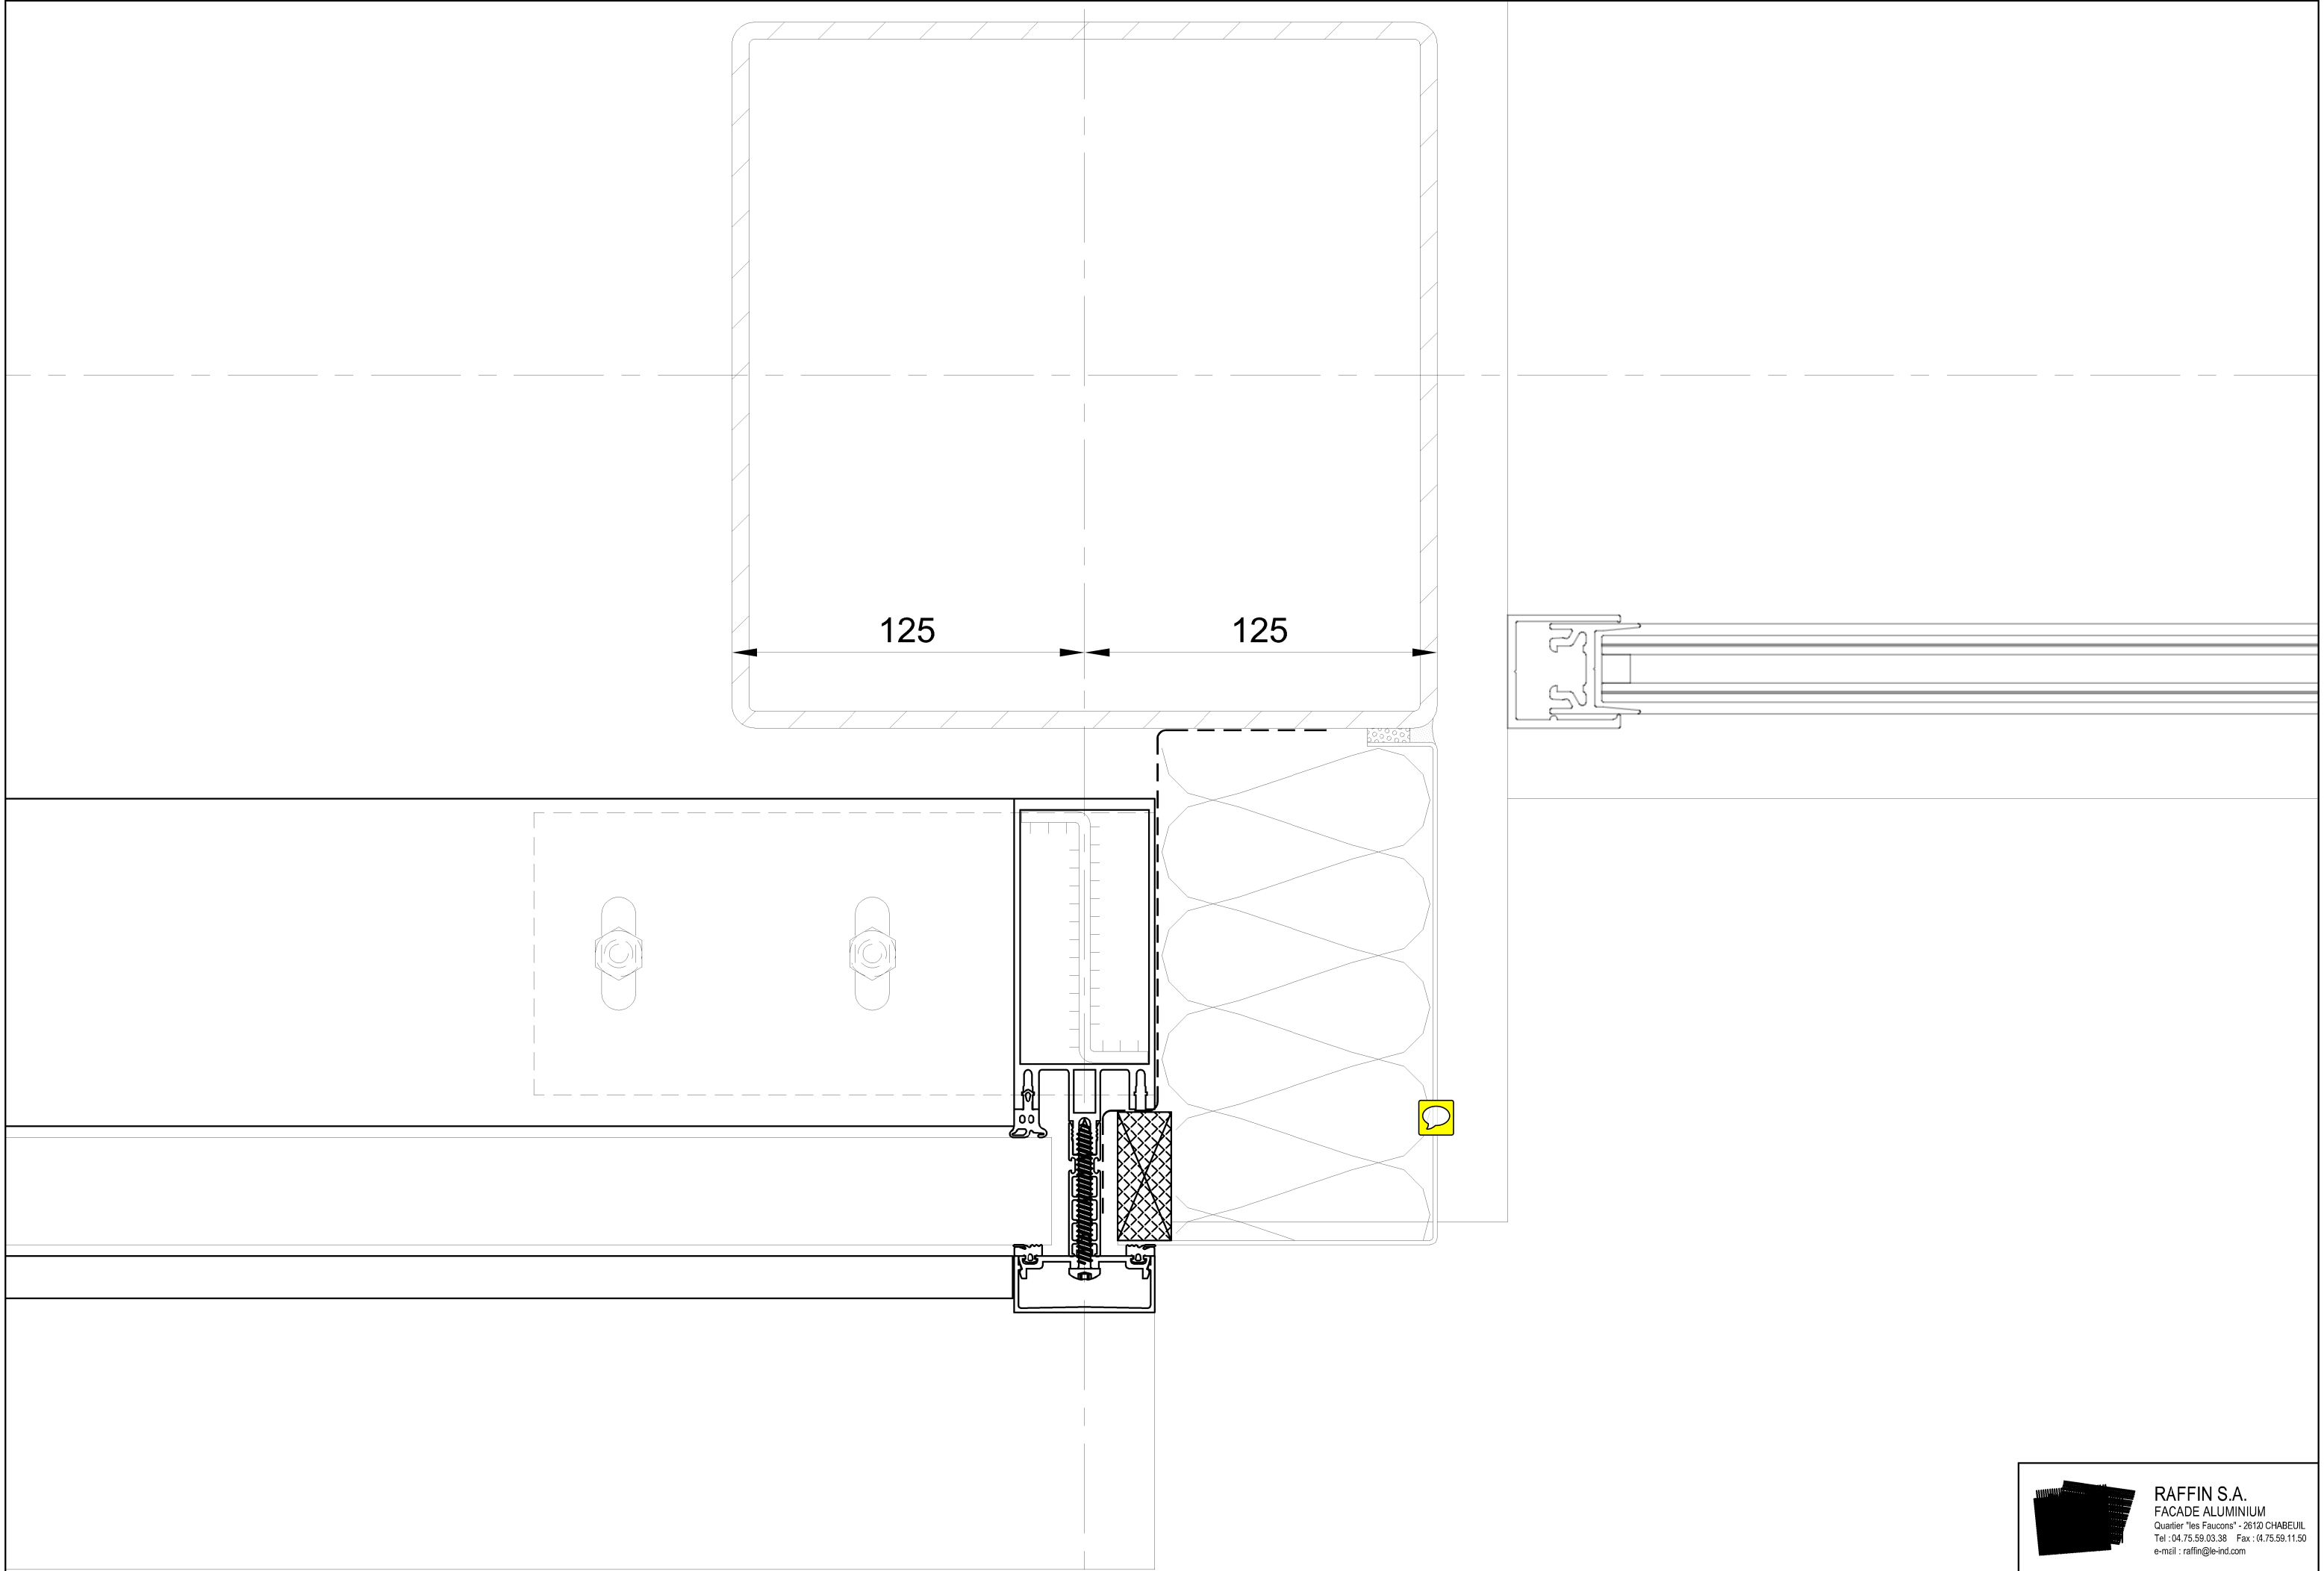 125 125
RAFFIN S.A.
FACADE ALUMINIUM
Quartier "les Faucons" - 26120 CHABEUIL
Tel : 04.75.59.03.38 Fax : 04.75.59.11.50
e-mail : raffin@le-ind.com